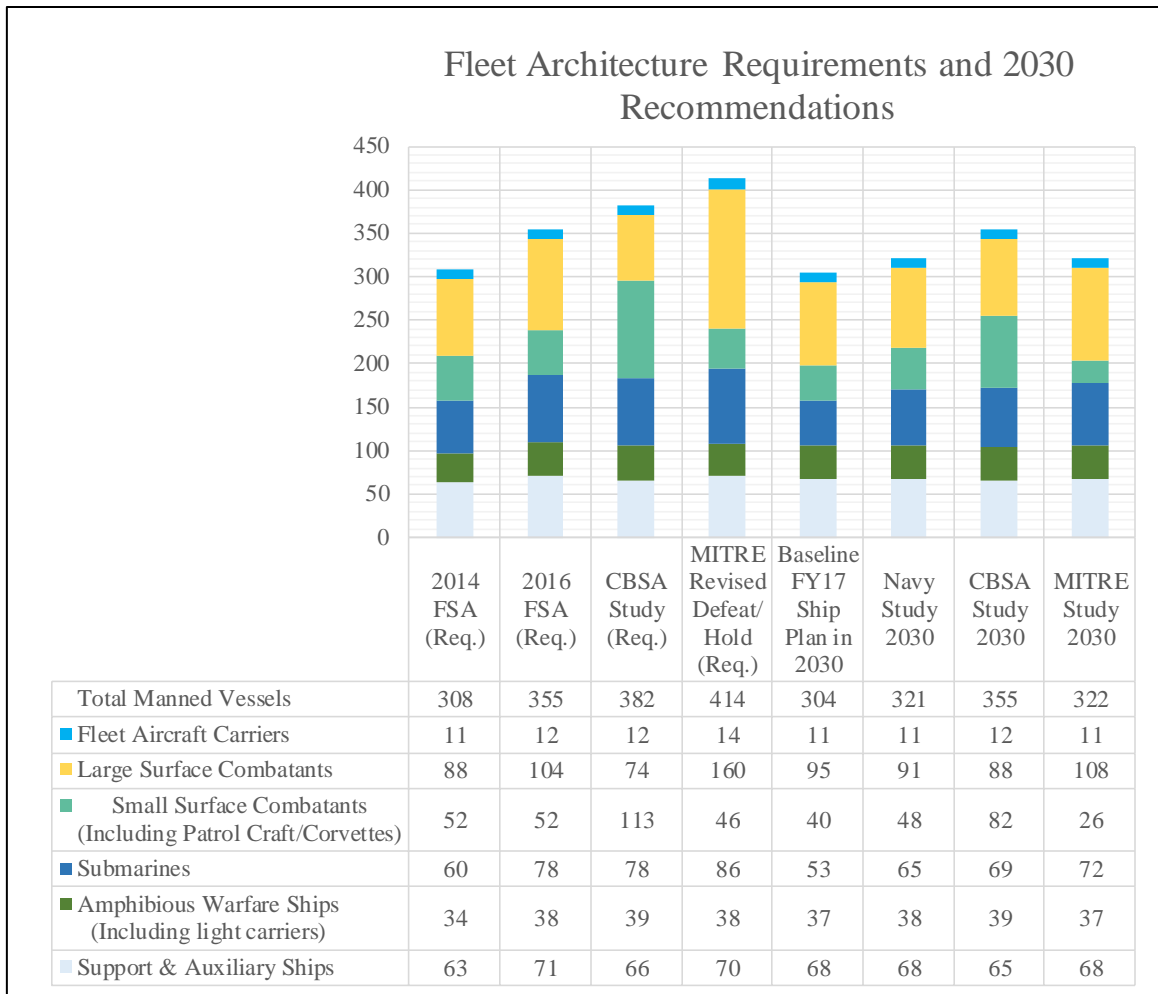 Fleet Architecture Requirements and 2030
Recommendations
450
400
350
300
250
200
150
100
50
0
2014
FSA
(Req.)
2016
FSA
(Req.)
CBSA
Study
(Req.)
MITRE
Revised
Defeat/
Hold
(Req.)
Baseline
FY17
Ship
Plan in
2030
Navy
Study
2030
CBSA
Study
2030
MITRE
Study
2030
Total Manned Vessels 308 355 382 414 304 321 355 322
Fleet Aircraft Carriers 11 12 12 14 11 11 12 11
Large Surface Combatants 88 104 74 160 95 91 88 108
Small Surface Combatants
(Including Patrol Craft/Corvettes) 52 52 113 46 40 48 82 26
Submarines 60 78 78 86 53 65 69 72
Amphibious Warfare Ships
(Including light carriers) 34 38 39 38 37 38 39 37
Support & Auxiliary Ships 63 71 66 70 68 68 65 68